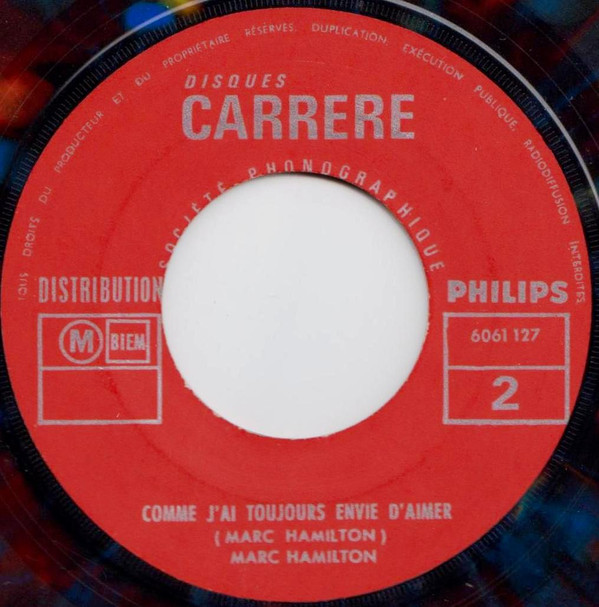 TOUS DROITS DU PRODUCTEUR ET DU PROPRIÉTAIRE RÉSERVÉS. DUPLICATION EXÉCUTION PUBLIQUE, RADIODIFFUSION INTERDITES
DISQUES
CARRERE
SOCIÉTÉ PHONOGRAPHIQUE
DISTRIBUTION PHILIPS
M BIEM
6061 127
2
COMME J'AI TOUJOURS ENVIE D'AIMER
(MARC HAMILTON)
MARC HAMILTON